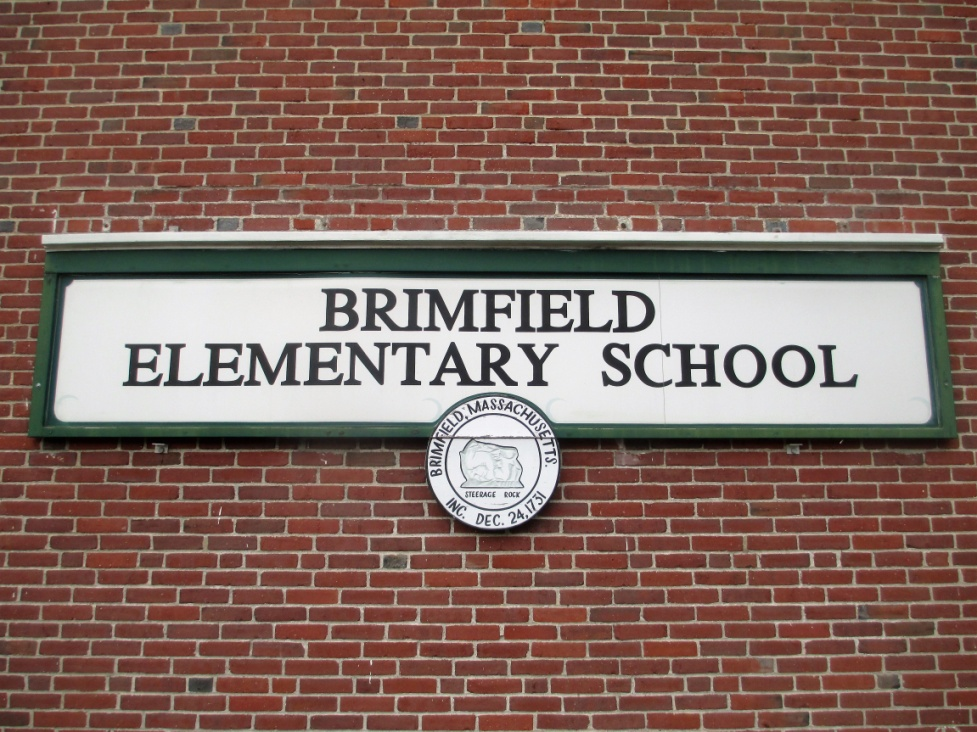 BRIMFIELD
ELEMENTARY SCHOOL
BRIMFIELD, MASSACHUSETTS.
STEERAGE ROCK
INC. DEC. 24, 1731